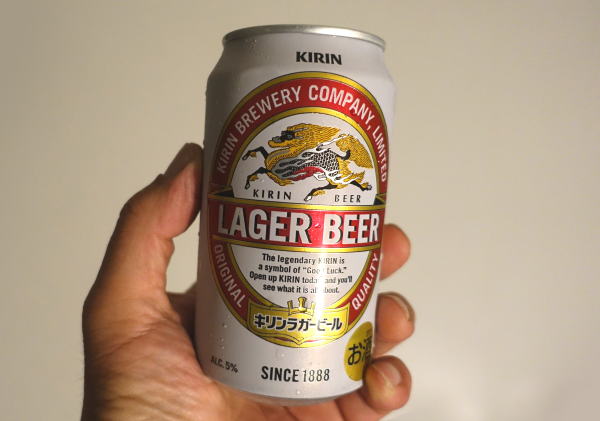 KIRIN
KIRIN BREWERY COMPANY, LIMITED
KIRIN BEER
LAGER BEER
The legendary KIRIN is
a symbol of "Good Luck."
Open up KIRIN today, and you'll
see what it is all about.
ORIGINAL QUALITY
キリンラガービール
お酒
ALC. 5%
SINCE 1888